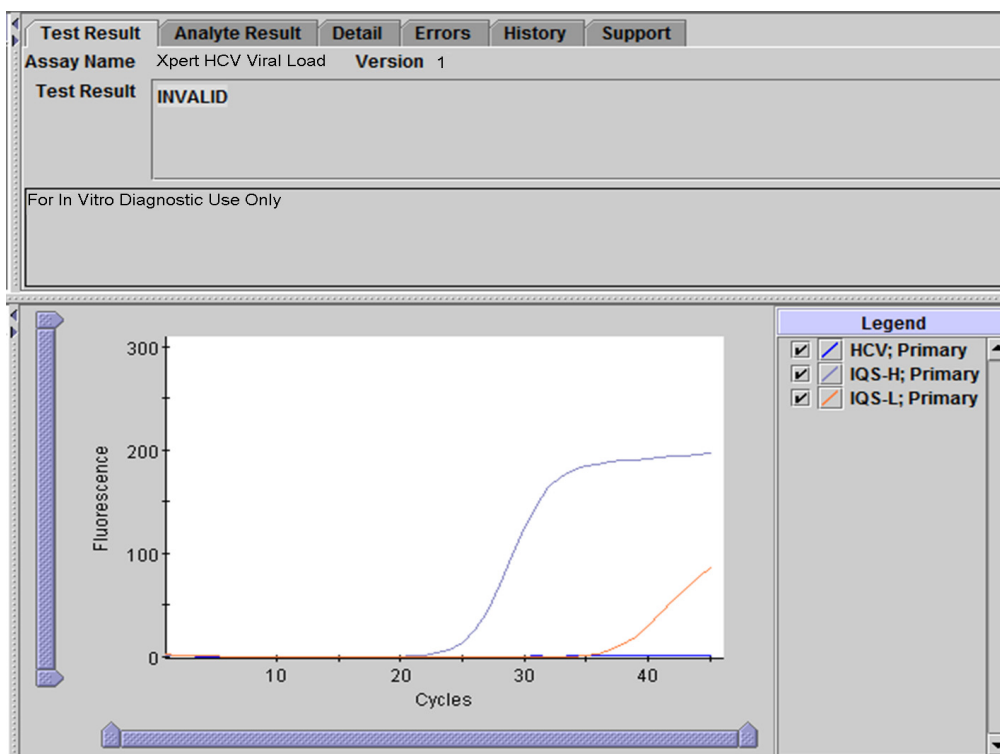 Test Result Analyte Result Detail Errors History Support
Assay Name Xpert HCV Viral Load Version 1
Test Result INVALID
For In Vitro Diagnostic Use Only
Legend
HCV; Primary
IQS-H; Primary
IQS-L; Primary
300
200
100
0
Fluorescence
10 20 30 40
Cycles